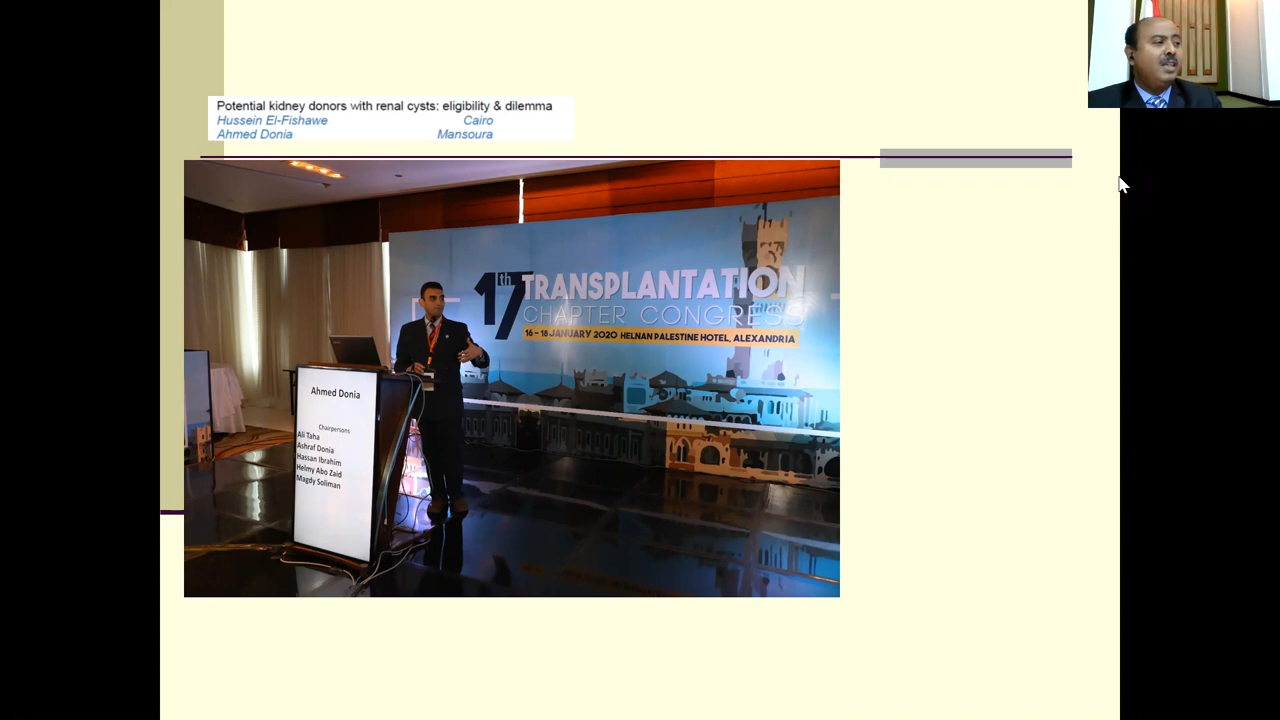 Potential kidney donors with renal cysts: eligibility & dilemma
Hussein El-Fishawe Cairo
Ahmed Donia Mansoura
17th TRANSPLANTATION
CHAPTER CONGRESS
16 – 18 JANUARY 2020 HELNAN PALESTINE HOTEL, ALEXANDRIA
Ahmed Donia
Chairpersons
Ali Taha
Ashraf Donia
Hassan Ibrahim
Helmy Abo Zaid
Magdy Soliman